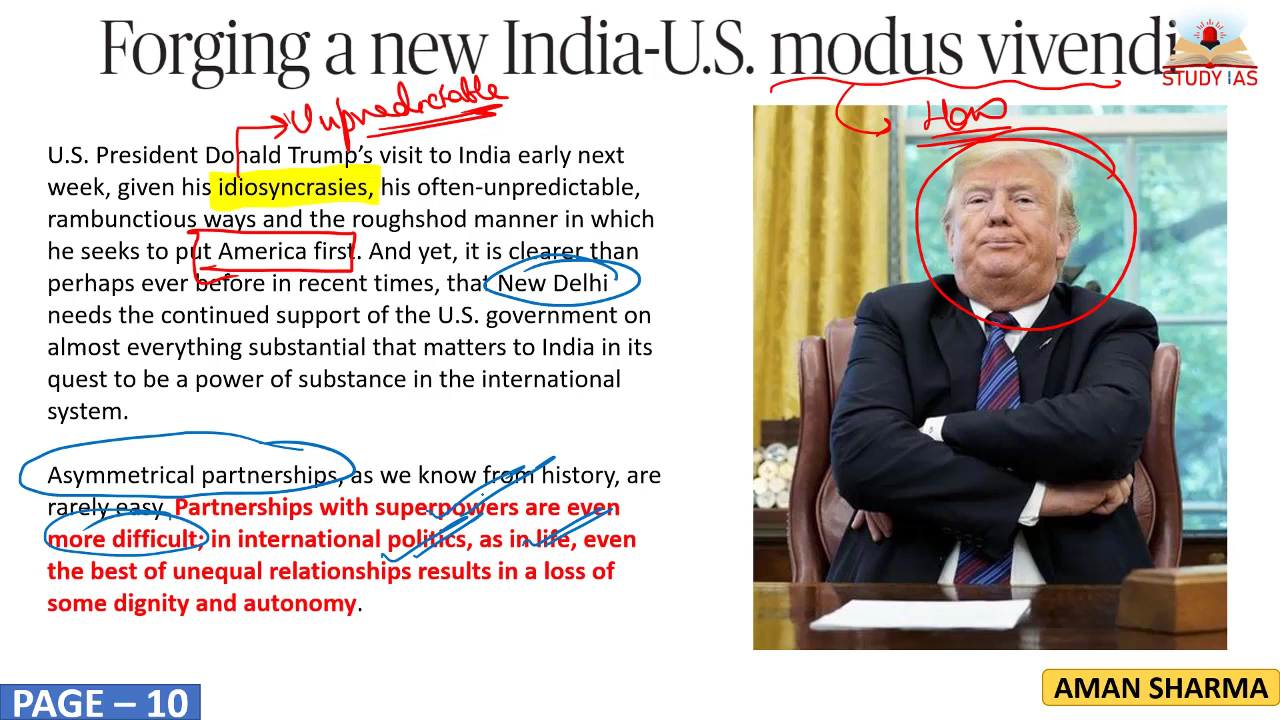 Forging a new India-U.S. modus vivendi
STUDY IAS
Unpredictable
How
U.S. President Donald Trump's visit to India early next
week, given his idiosyncrasies, his often-unpredictable,
rambunctious ways and the roughshod manner in which
he seeks to put America first. And yet, it is clearer than
perhaps ever before in recent times, that New Delhi
needs the continued support of the U.S. government on
almost everything substantial that matters to India in its
quest to be a power of substance in the international
system.
Asymmetrical partnerships, as we know from history, are
rarely easy. Partnerships with superpowers are even
more difficult; in international politics, as in life, even
the best of unequal relationships results in a loss of
some dignity and autonomy.
PAGE – 10
AMAN SHARMA